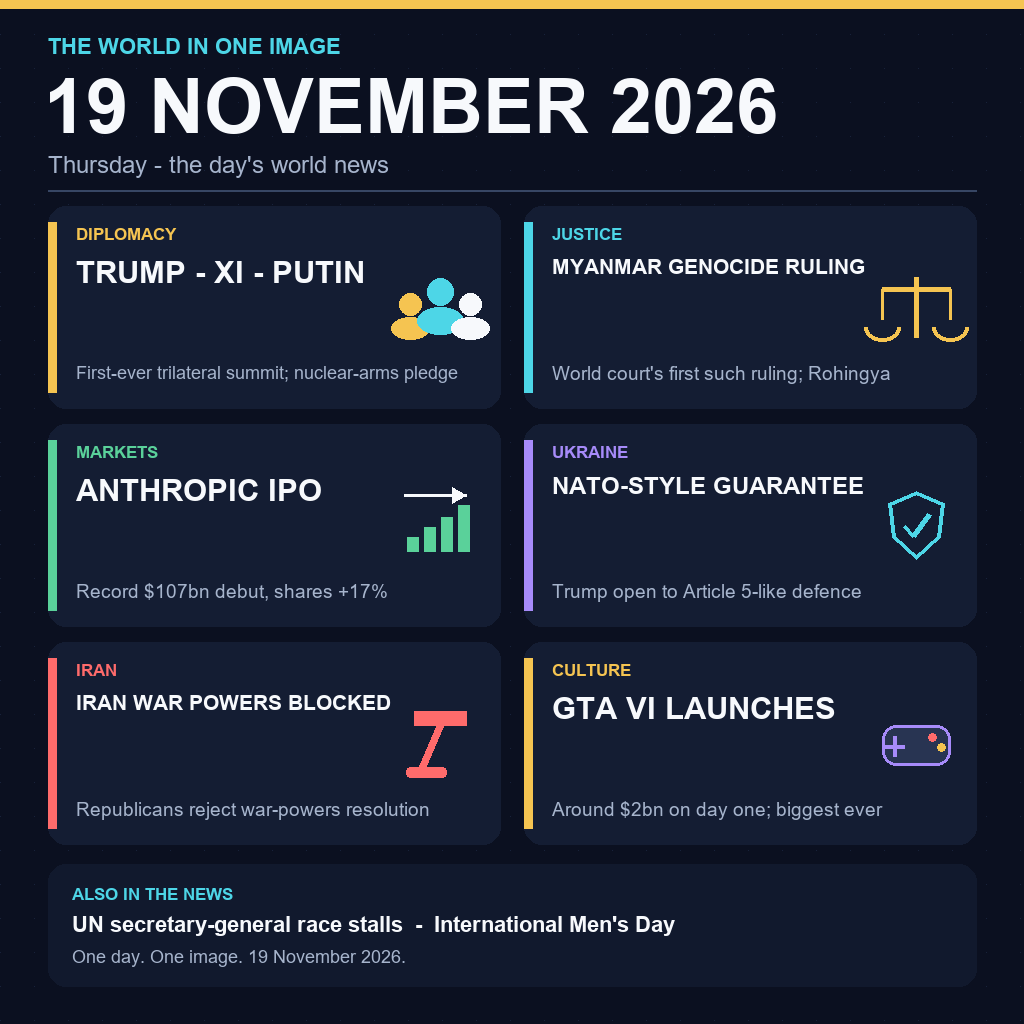 THE WORLD IN ONE IMAGE
19 NOVEMBER 2026
Thursday - the day's world news
DIPLOMACY
TRUMP - XI - PUTIN
First-ever trilateral summit; nuclear-arms pledge
JUSTICE
MYANMAR GENOCIDE RULING
World court's first such ruling; Rohingya
MARKETS
ANTHROPIC IPO
Record $107bn debut, shares +17%
UKRAINE
NATO-STYLE GUARANTEE
Trump open to Article 5-like defence
IRAN
IRAN WAR POWERS BLOCKED
Republicans reject war-powers resolution
CULTURE
GTA VI LAUNCHES
Around $2bn on day one; biggest ever
ALSO IN THE NEWS
UN secretary-general race stalls - International Men's Day
One day. One image. 19 November 2026.